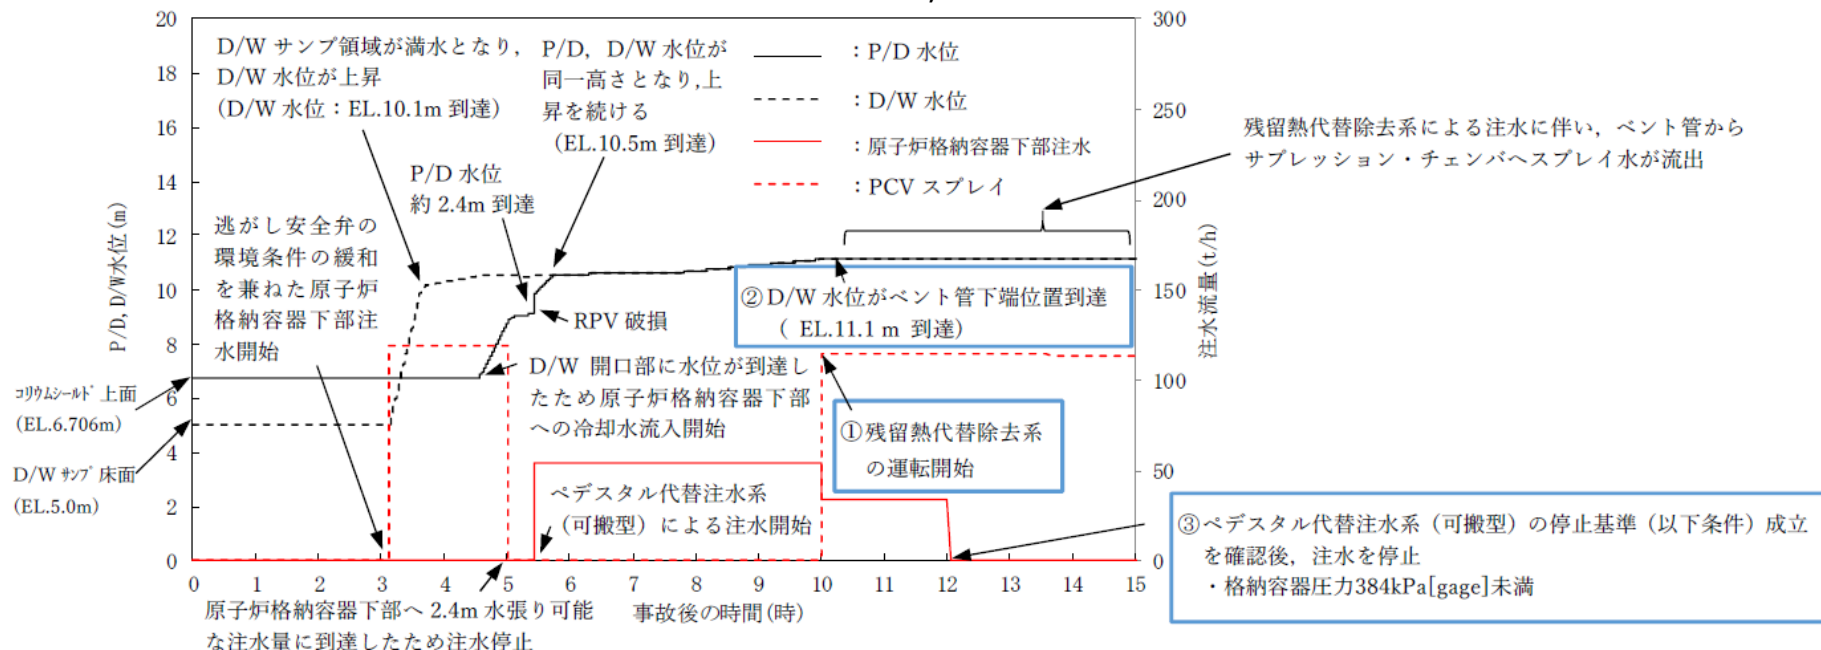 20
18
16
14
12
10
8
6
4
2
0
P/D, D/W水位(m)
300
250
200
150
100
50
0
注水流量(t/h)
0 1 2 3 4 5 6 7 8 9 10 11 12 13 14 15
事故後の時間(時)
D/W サンプ領域が満水となり,
D/W 水位が上昇
(D/W 水位：EL.10.1m 到達)
P/D, D/W 水位が
同一高さとなり,上
昇を続ける
(EL.10.5m 到達)
：P/D 水位
：D/W 水位
：原子炉格納容器下部注水
：PCV スプレイ
残留熱代替除去系による注水に伴い，ベント管から
サプレッション・チェンバへスプレイ水が流出
P/D 水位
約 2.4m 到達
逃がし安全弁の
環境条件の緩和
を兼ねた原子炉
格納容器下部注
水開始
RPV 破損
②D/W 水位がベント管下端位置到達
( EL.11.1 m 到達)
D/W 開口部に水位が到達し
たため原子炉格納容器下部
への冷却水流入開始
コリウムシールド 上面
(EL.6.706m)
D/W サンプ 床面
(EL.5.0m)
①残留熱代替除去系
の運転開始
ペデスタル代替注水系
（可搬型）による注水開始
③ペデスタル代替注水系（可搬型）の停止基準（以下条件）成立
を確認後，注水を停止
・格納容器圧力384kPa[gage]未満
原子炉格納容器下部へ 2.4m 水張り可能
な注水量に到達したため注水停止